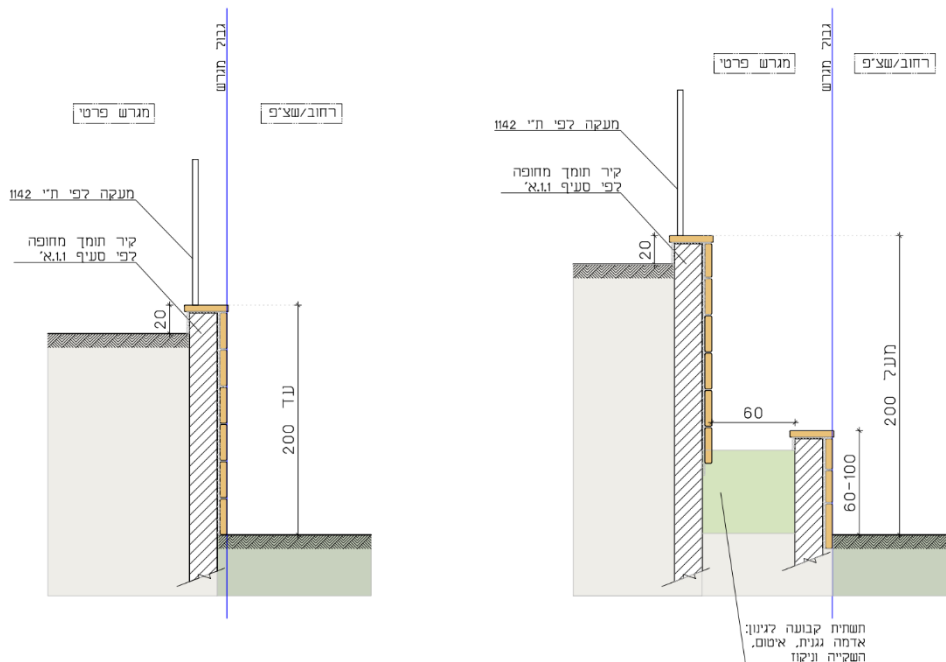 גבול מגרש
מגרש פרטי
רחוב/שצ"פ
מעקה לפי ת"י 1142
קיר תומך מחופה
לפי סעיף 1.1.א'
20
עד 200
גבול מגרש
מגרש פרטי
רחוב/שצ"פ
מעקה לפי ת"י 1142
קיר תומך מחופה
לפי סעיף 1.1.א'
20
מעל 200
60
60-100
תשתית קבועה לגינון:
אדמה גננית, איטום,
השקייה וניקוז